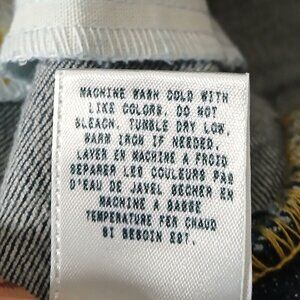 MACHINE WASH COLD WITH
LIKE COLORS. DO NOT
BLEACH. TUMBLE DRY LOW,
WARM IRON IF NEEDED.
LAVER EN MACHINE A FROID
SEPARER LES COULEURS PAS
D'EAU DE JAVEL SECHER EN
MACHINE A BASSE
TEMPERATURE FER CHAUD
SI BESOIN EST.